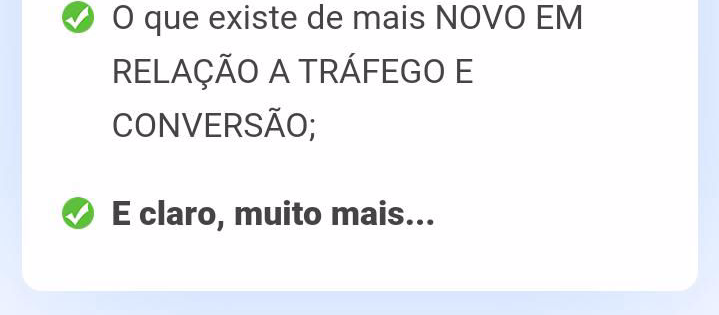 O que existe de mais NOVO EM
RELAÇÃO A TRÁFEGO E
CONVERSÃO;
E claro, muito mais...